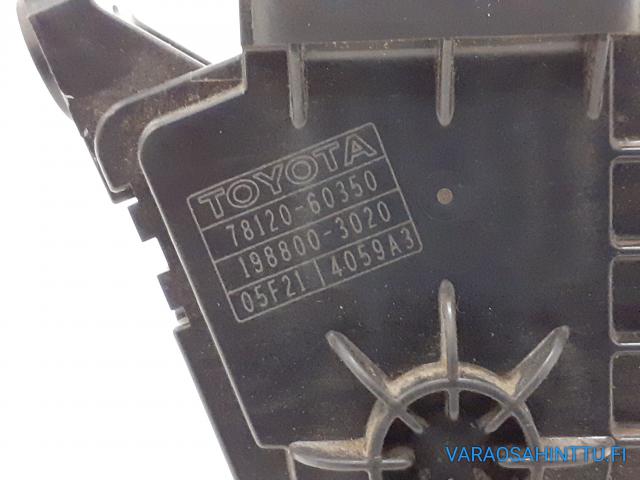 TOYOTA
78120-60350
198800-3020
05F21 4059A3
VARAOSAHINTTU.FI